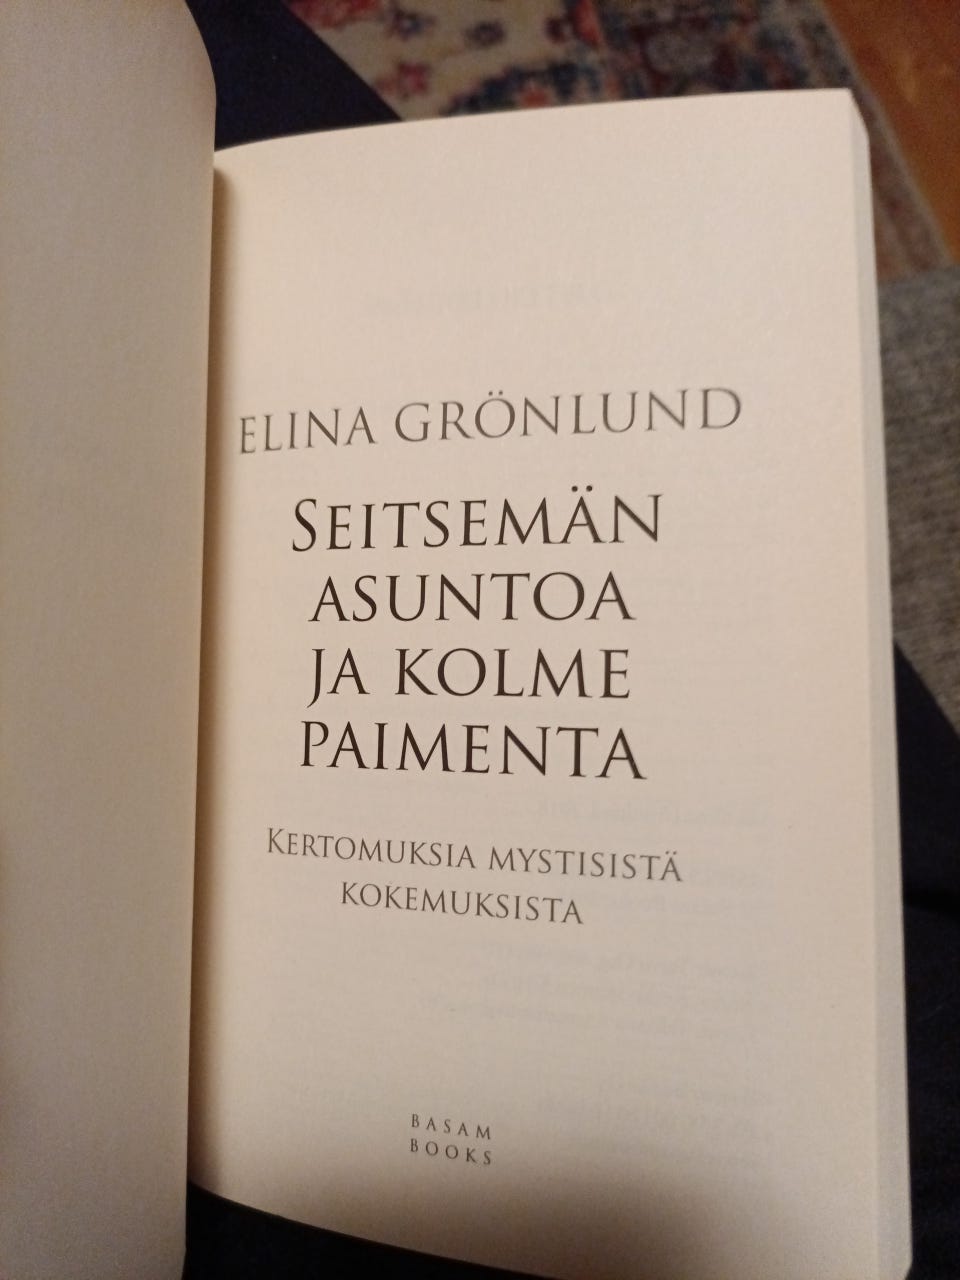 ELINA GRÖNLUND
SEITSEMÄN
ASUNTOA
JA KOLME
PAIMENTA
KERTOMUKSIA MYSTISISTÄ
KOKEMUKSISTA
BASAM
BOOKS